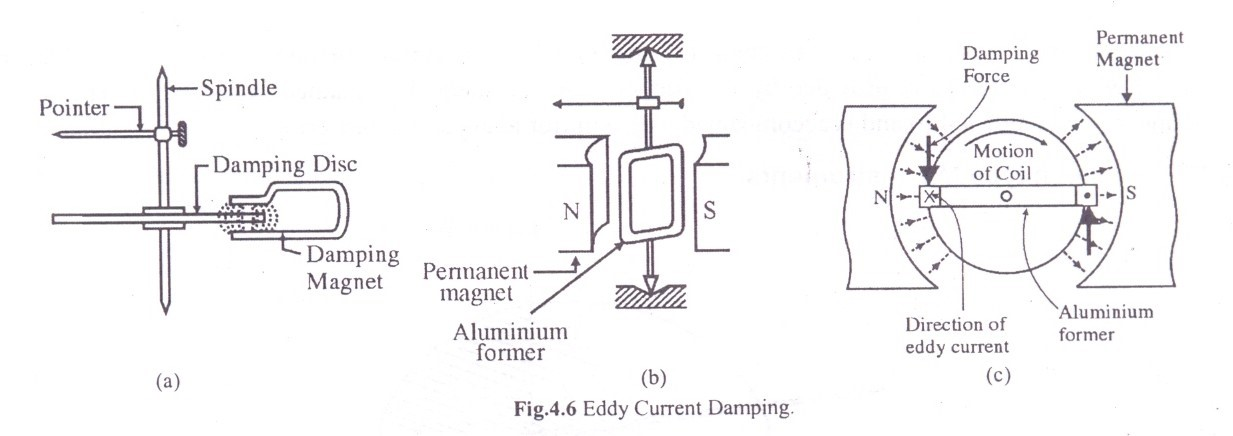 Spindle
Pointer
Damping Disc
Damping
Magnet
(a)
N
S
Permanent
magnet
Aluminium
former
(b)
Damping
Force
Permanent
Magnet
Motion
of Coil
N
X
S
Direction of
eddy current
Aluminium
former
(c)
Fig.4.6 Eddy Current Damping.